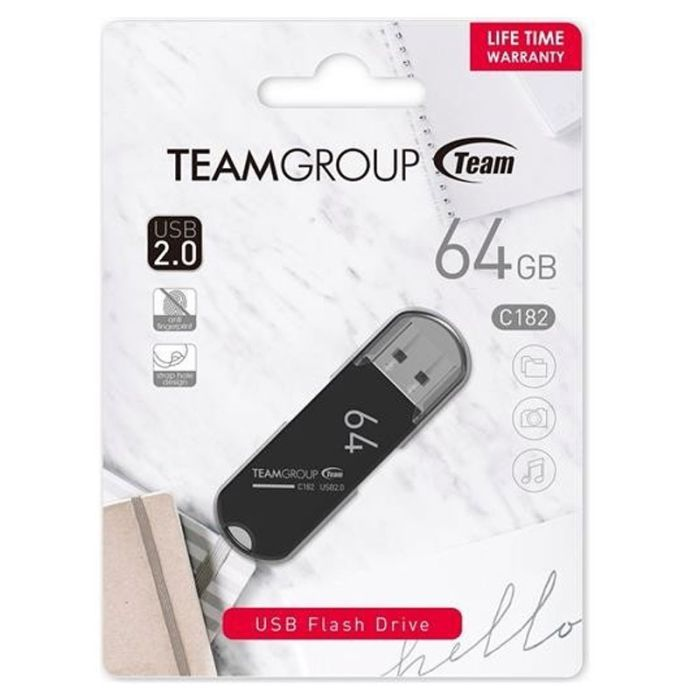 LIFE TIME
WARRANTY
TEAMGROUP Team
USB
2.0
64GB
anti
fingerprint
C182
strap hole
design
64
TEAMGROUP Team
C182 USB2.0
USB Flash Drive
hello